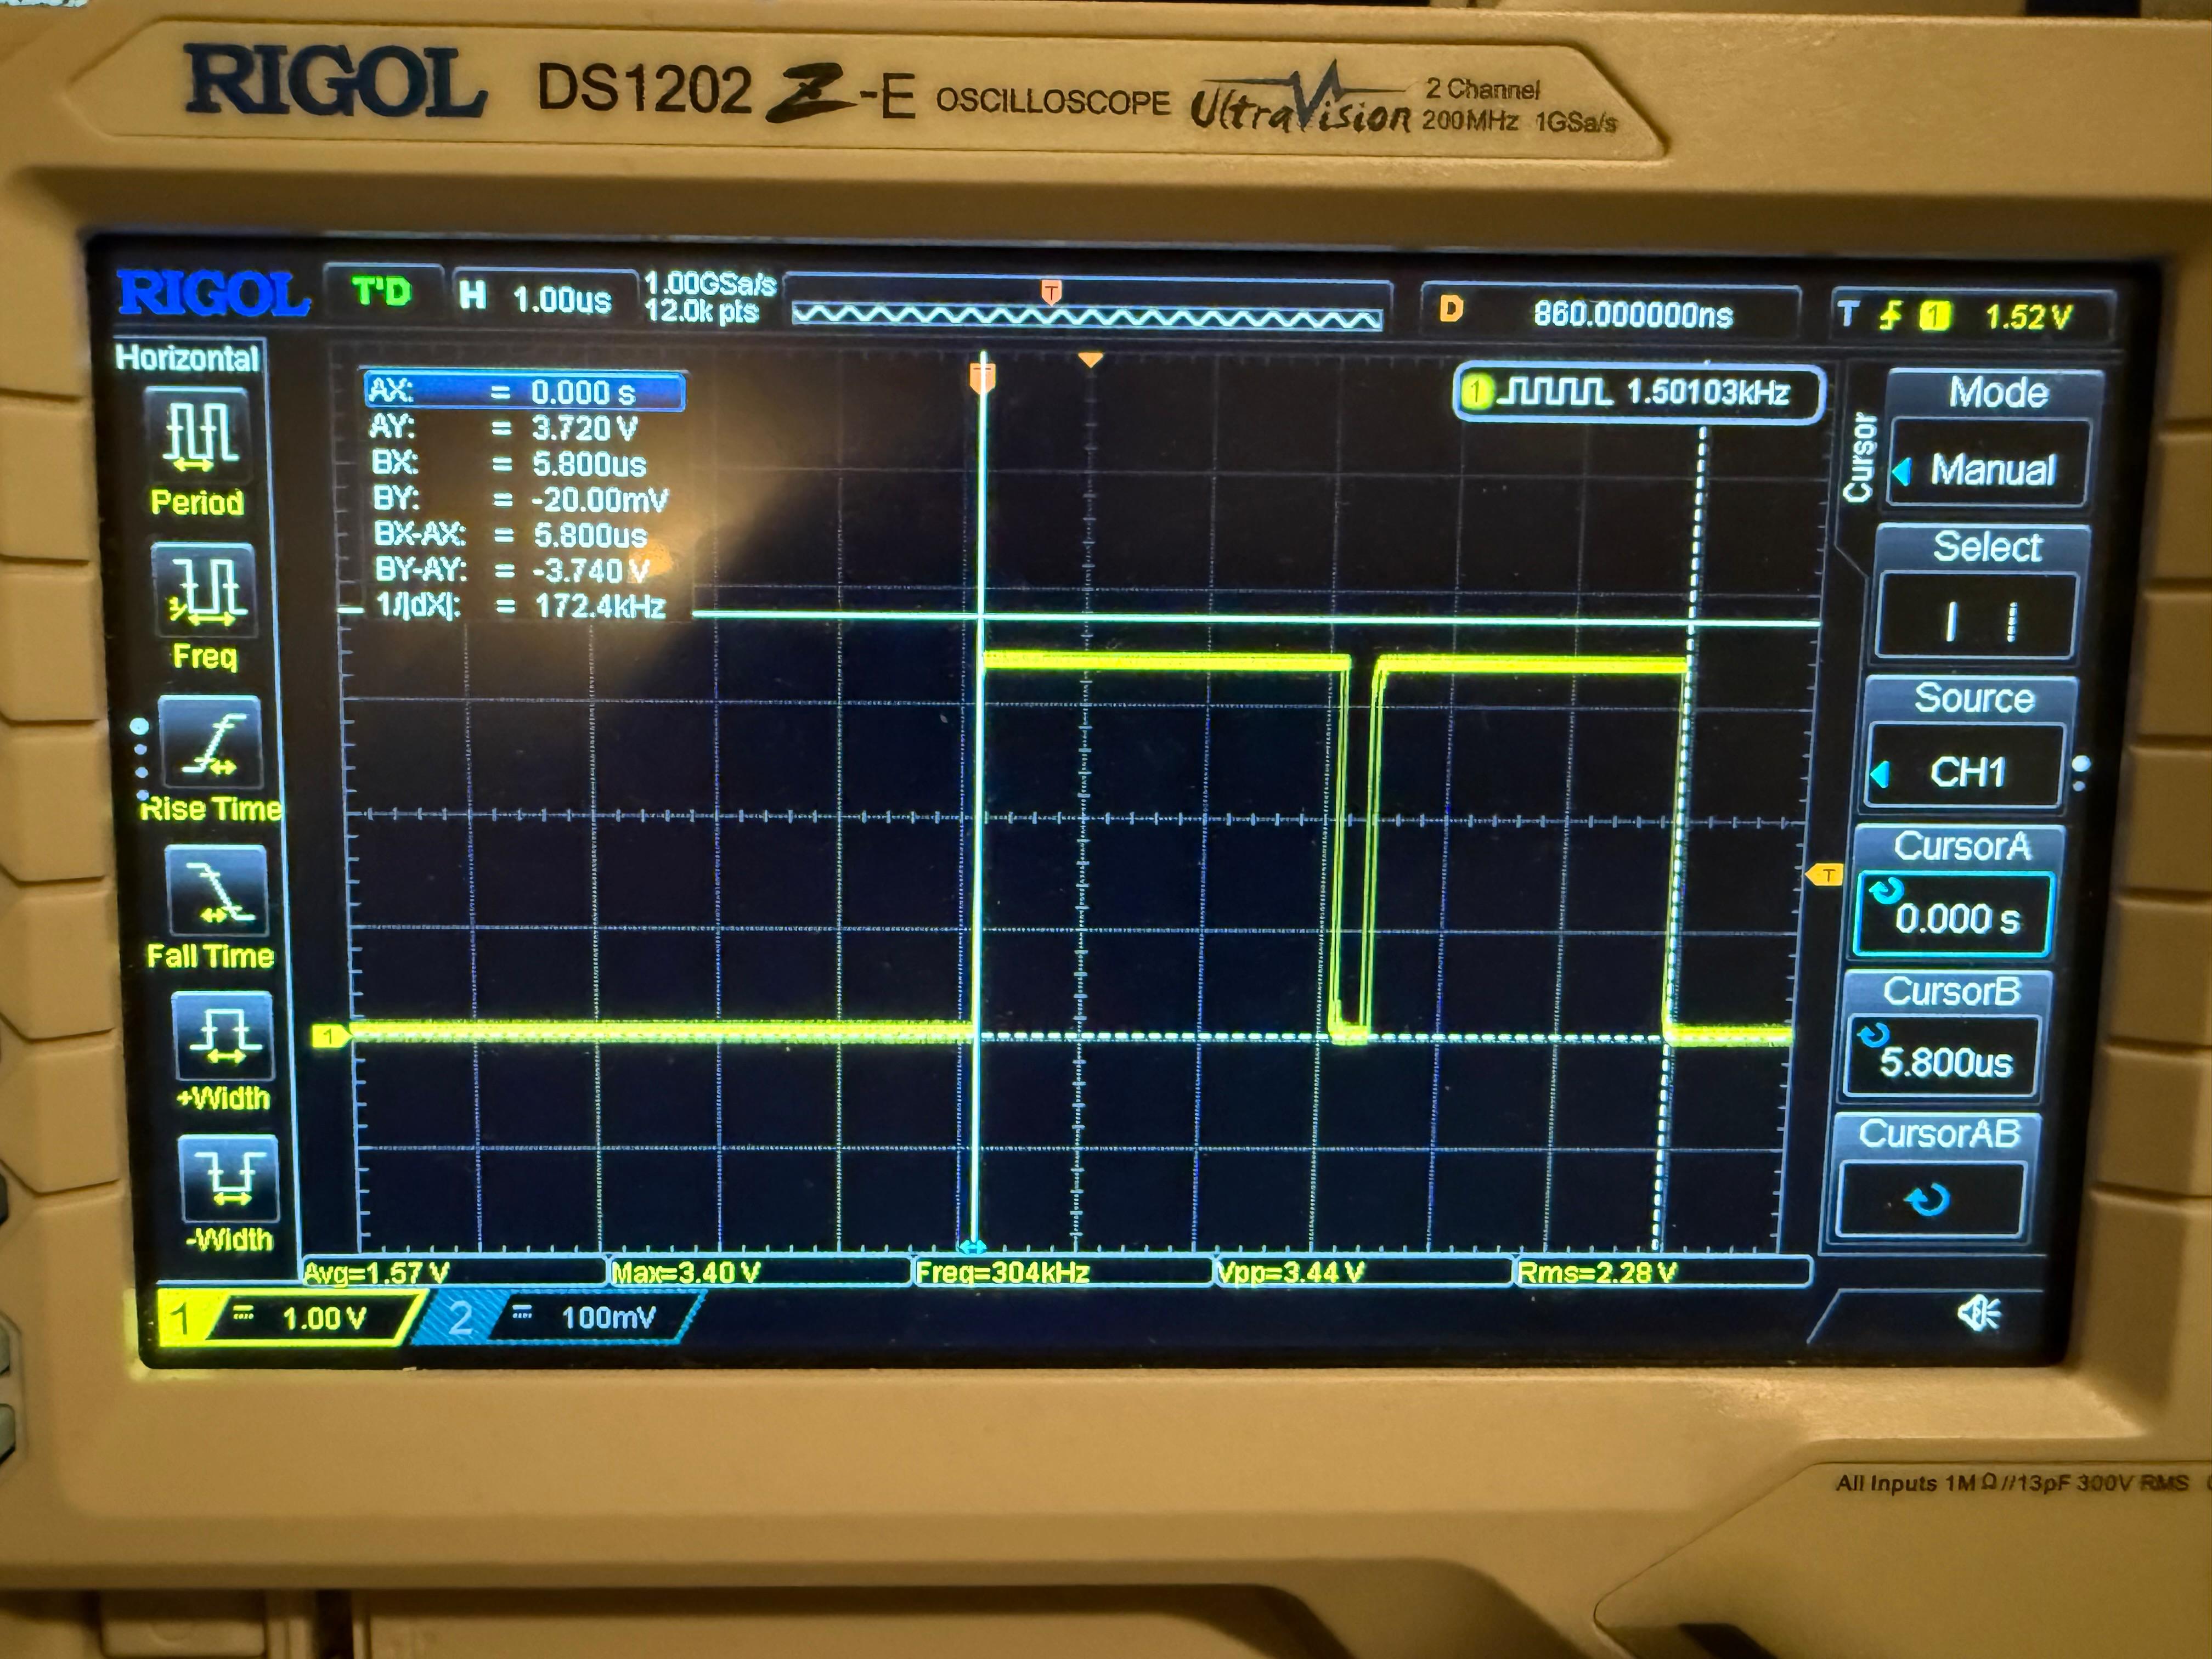 RIGOL DS1202 Z-E OSCILLOSCOPE UltraVision 2 Channel
200MHz 1GSa/s
RIGOL T'D H 1.00us 1.00GSa/s
12.0k pts
T
D 860.000000ns
T 1 1.52 V
Horizontal
Period
Freq
Rise Time
Fall Time
+Width
-Width
AX: = 0.000 s
AY: = 3.720 V
BX: = 5.800us
BY: = -20.00mV
BX-AX: = 5.800us
BY-AY: = -3.740 V
1/|dX|: = 172.4kHz
T
1 1.50103kHz
1
T
Cursor
Mode
Manual
Select
Source
CH1
CursorA
0.000 s
CursorB
5.800us
CursorAB
Avg=1.57 V Max=3.40 V Freq=304kHz Vpp=3.44 V Rms=2.28 V
1 1.00 V 2 100mV
All Inputs 1MΩ//13pF 300V RMS